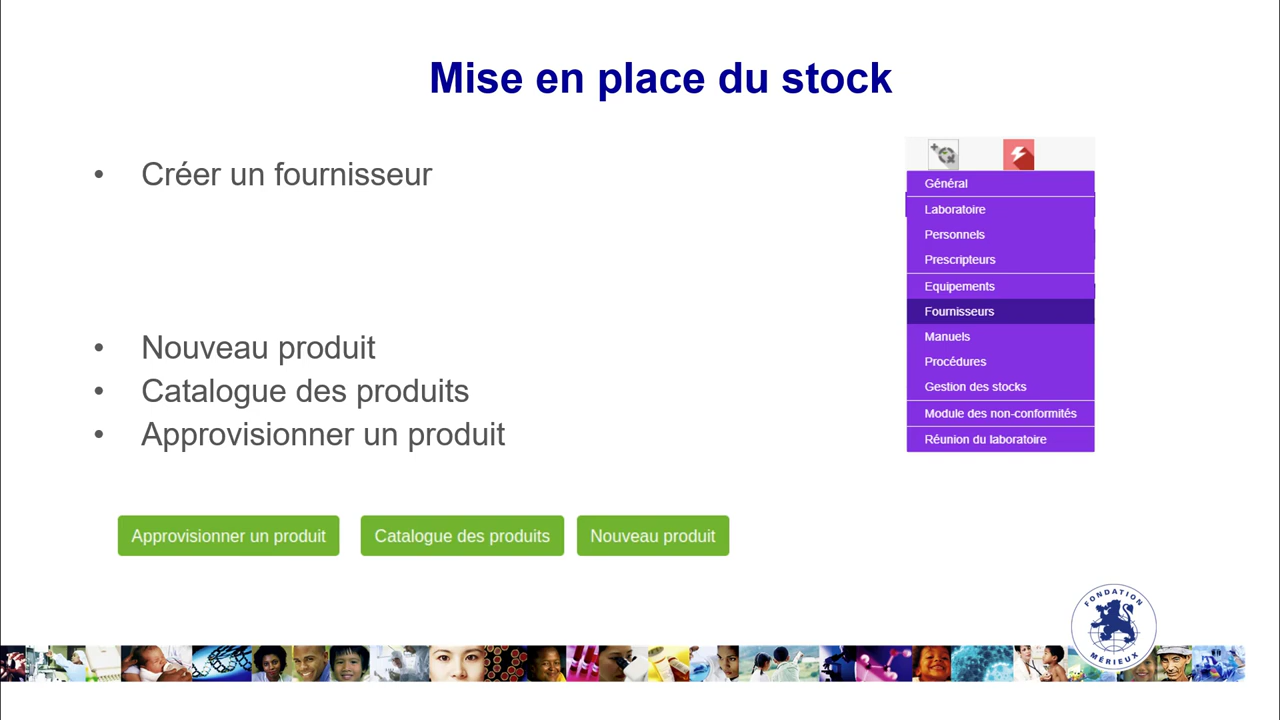 Mise en place du stock
• Créer un fournisseur
• Nouveau produit
• Catalogue des produits
• Approvisionner un produit
Général
Laboratoire
Personnels
Prescripteurs
Equipements
Fournisseurs
Manuels
Procédures
Gestion des stocks
Module des non-conformités
Réunion du laboratoire
Approvisionner un produit
Catalogue des produits
Nouveau produit
FONDATION
MÉRIEUX